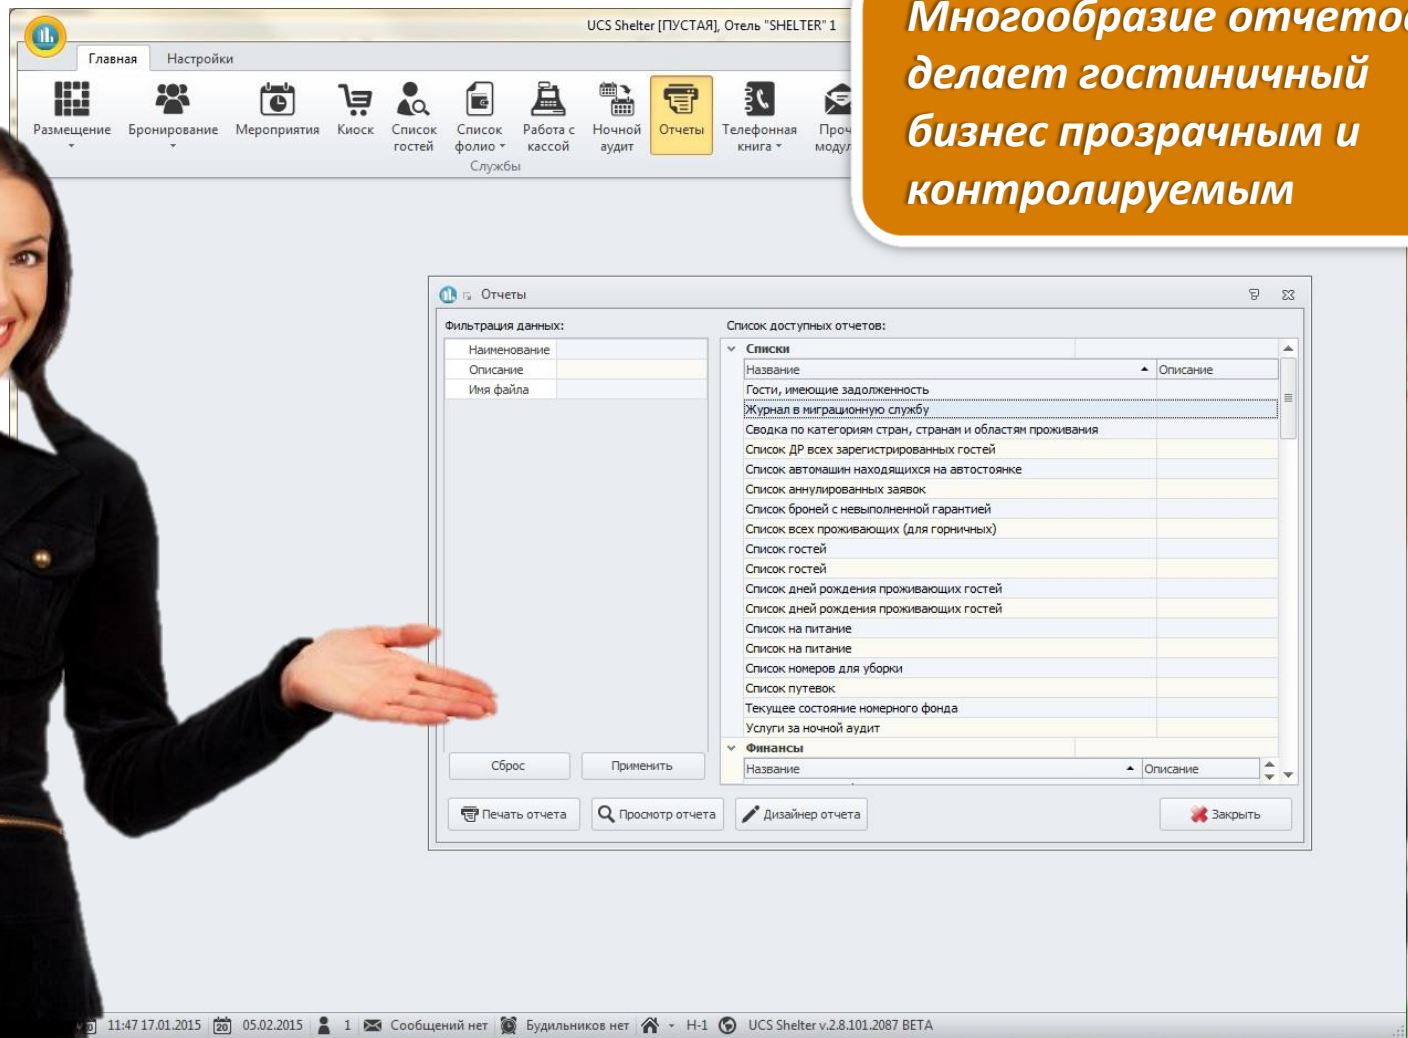 UCS Shelter [ПУСТАЯ], Отель "SHELTER" 1
Многообразие отчетов
делает гостиничный
бизнес прозрачным и
контролируемым
Главная Настройки
Размещение Бронирование Мероприятия Киоск Список гостей Список фолио Работа с кассой Ночной аудит Отчеты Телефонная книга
Службы
Отчеты
Фильтрация данных: Список доступных отчетов:
Наименование
Описание
Имя файла
Списки
Название Описание
Гости, имеющие задолженность
Журнал в миграционную службу
Сводка по категориям стран, странам и областям проживания
Список ДР всех зарегистрированных гостей
Список автомашин находящихся на автостоянке
Список аннулированных заявок
Список броней с невыполненной гарантией
Список всех проживающих (для горничных)
Список гостей
Список гостей
Список дней рождения проживающих гостей
Список дней рождения проживающих гостей
Список на питание
Список на питание
Список номеров для уборки
Список путевок
Текущее состояние номерного фонда
Услуги за ночной аудит
Финансы
Название Описание
Сброс Применить
Печать отчета Просмотр отчета Дизайнер отчета Закрыть
11:47 17.01.2015 20 05.02.2015 1 Сообщений нет Будильников нет Н-1 UCS Shelter v.2.8.101.2087 BETA